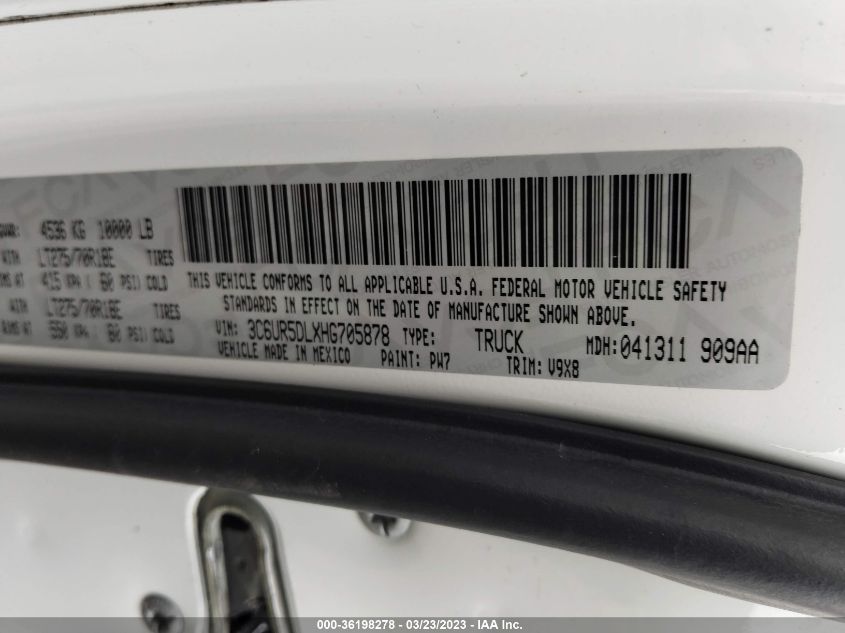 4536 KG 10000 LB
WITH LT275/70R18E TIRES
415 KPA ( 60 PSI) COLD
WITH LT275/70R18E TIRES
550 KPA ( 80 PSI) COLD
THIS VEHICLE CONFORMS TO ALL APPLICABLE U.S.A. FEDERAL MOTOR VEHICLE SAFETY
STANDARDS IN EFFECT ON THE DATE OF MANUFACTURE SHOWN ABOVE.
VIN: 3C6UR5DLXHG705878 TYPE: TRUCK MDH:041311 909AA
VEHICLE MADE IN MEXICO PAINT: PW7 TRIM: V9X8
000-36198278 - 03/23/2023 - IAA Inc.